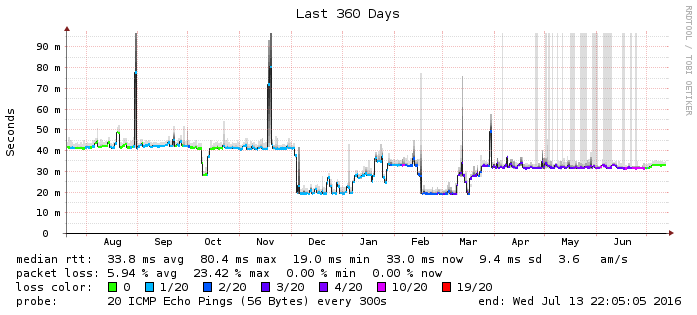 Last 360 Days
RRDTOOL / TOBI OETIKER
Seconds
90 m
80 m
70 m
60 m
50 m
40 m
30 m
20 m
10 m
0
Aug Sep Oct Nov Dec Jan Feb Mar Apr May Jun
median rtt: 33.8 ms avg 80.4 ms max 19.0 ms min 33.0 ms now 9.4 ms sd 3.6 am/s
packet loss: 5.94 % avg 23.42 % max 0.00 % min 0.00 % now
loss color: 0 1/20 2/20 3/20 4/20 10/20 19/20
probe: 20 ICMP Echo Pings (56 Bytes) every 300s end: Wed Jul 13 22:05:05 2016